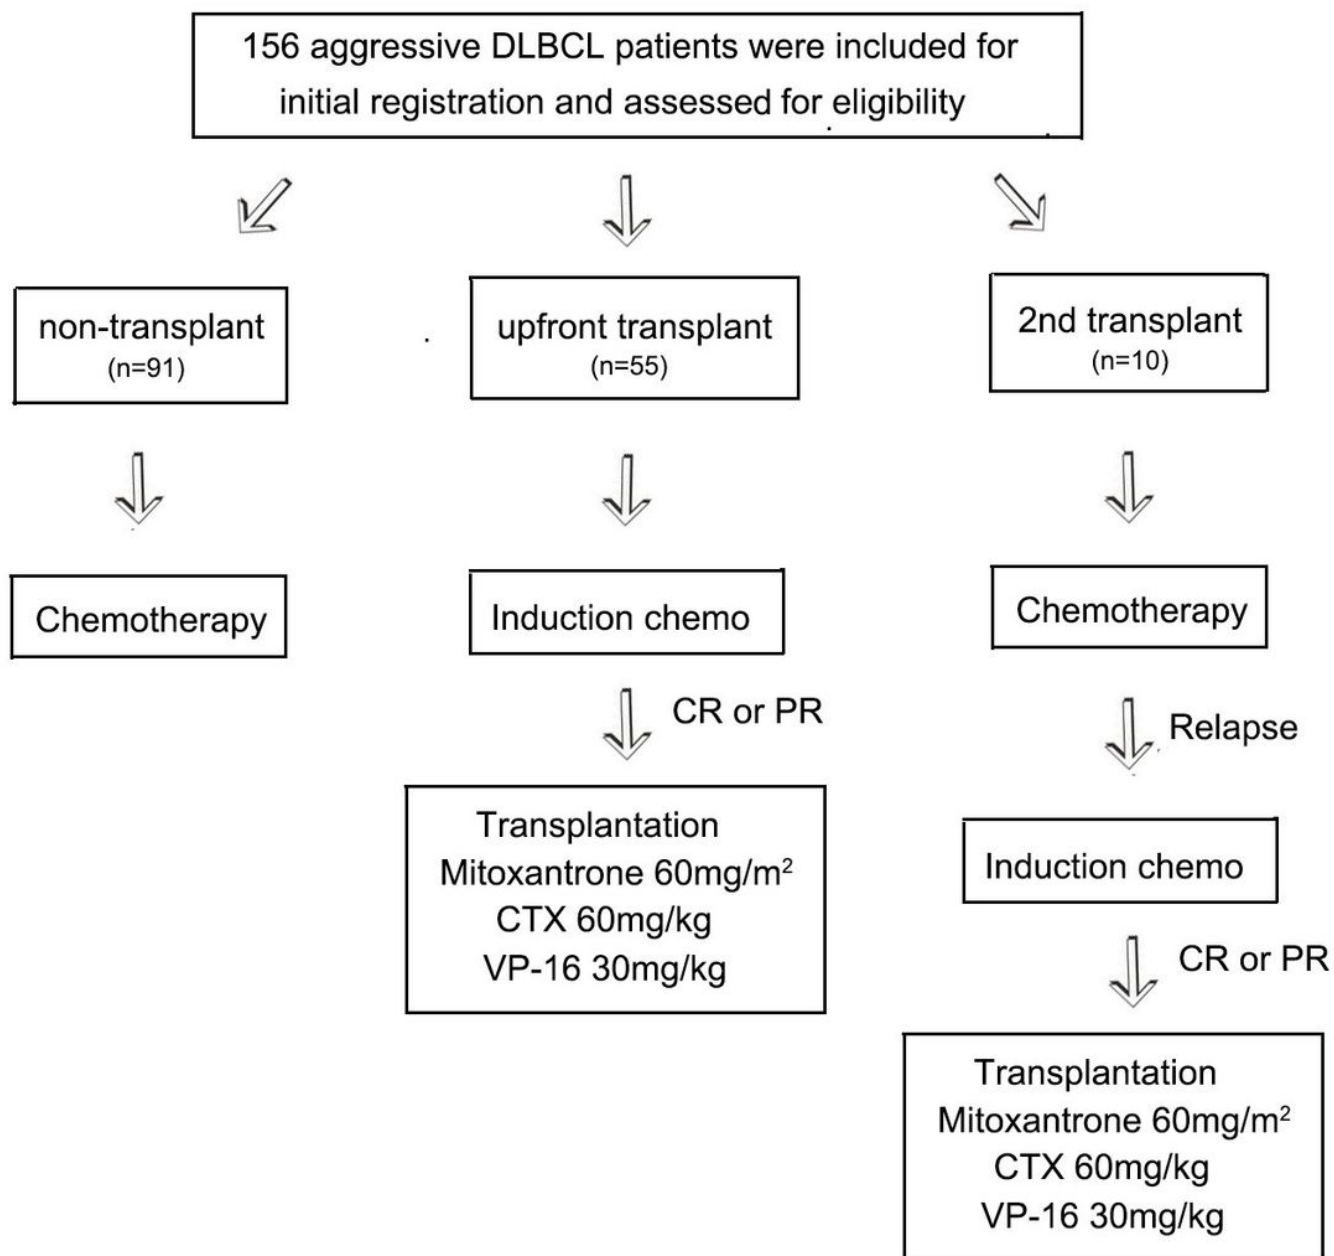 156 aggressive DLBCL patients were included for
initial registration and assessed for eligibility
non-transplant
(n=91)
upfront transplant
(n=55)
2nd transplant
(n=10)
Chemotherapy
Induction chemo
Chemotherapy
CR or PR
Relapse
Transplantation
Mitoxantrone 60mg/m²
CTX 60mg/kg
VP-16 30mg/kg
Induction chemo
CR or PR
Transplantation
Mitoxantrone 60mg/m²
CTX 60mg/kg
VP-16 30mg/kg